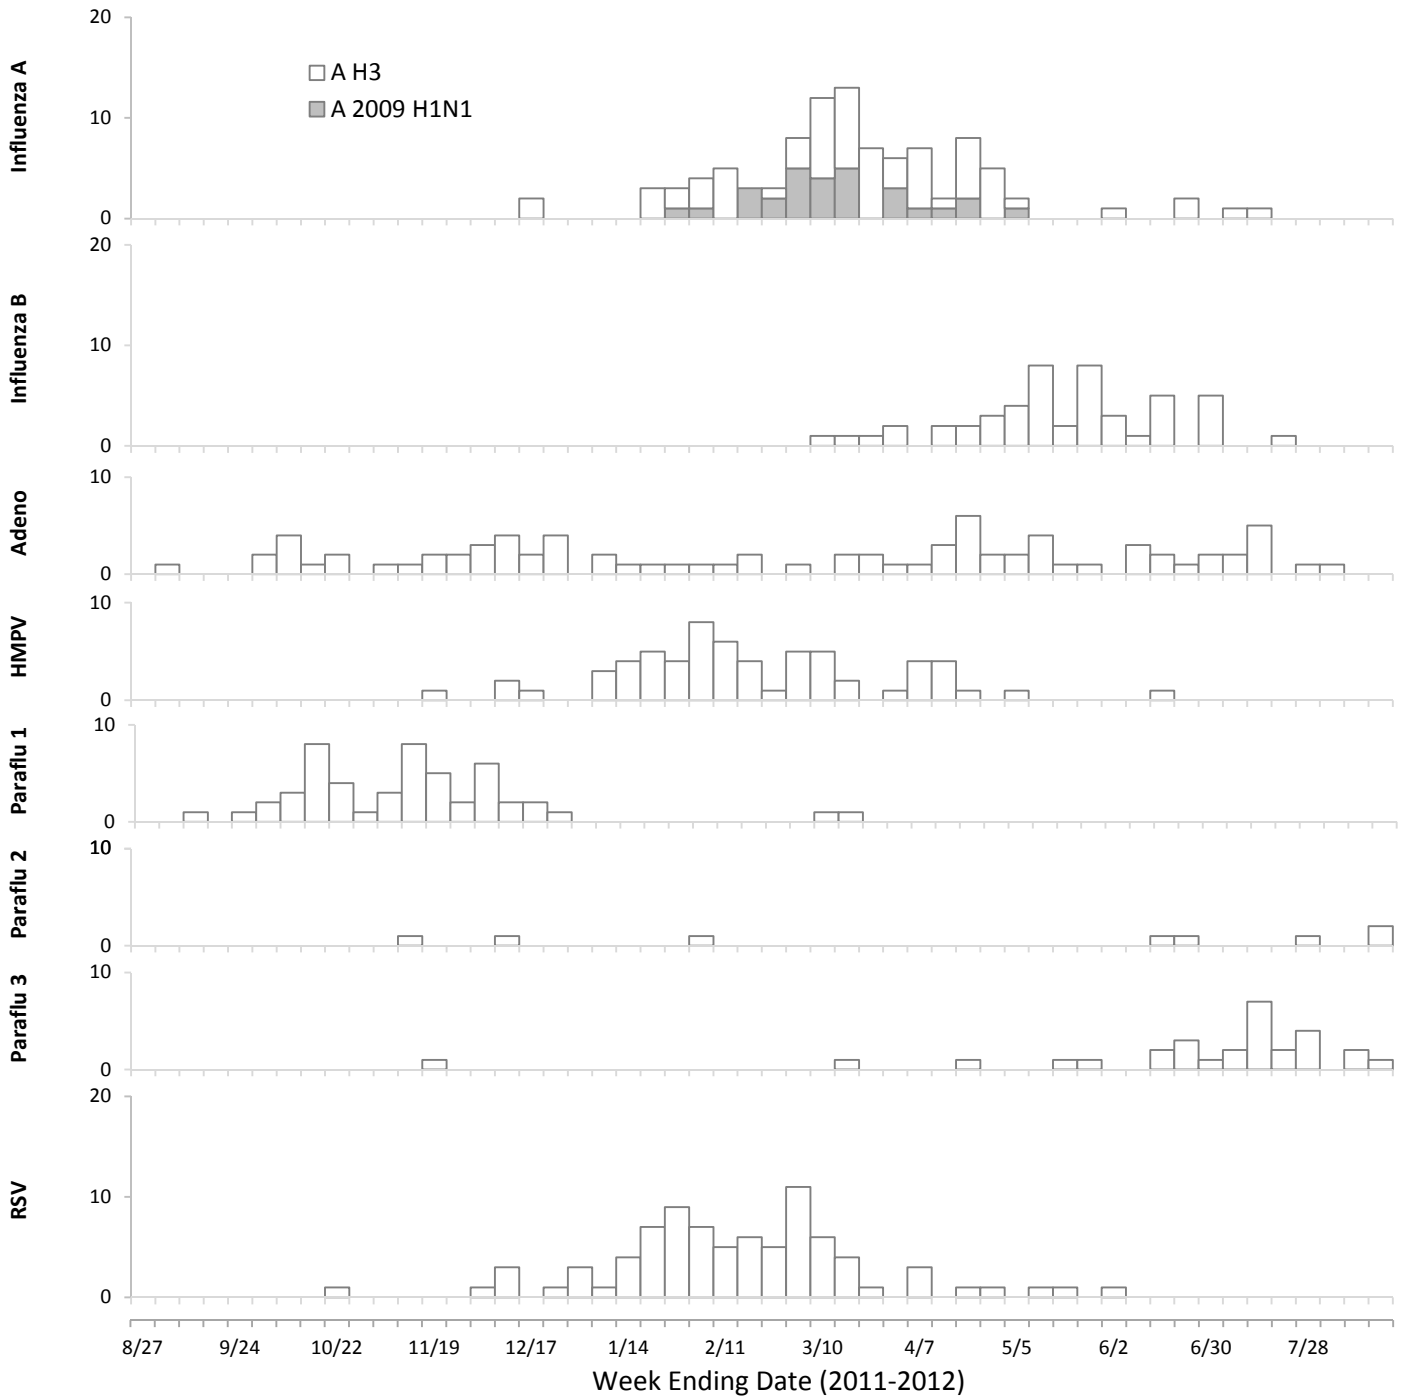 Influenza A
20
10
0
A H3
A 2009 H1N1
Influenza B
20
10
0
Adeno
10
0
HMPV
10
0
Paraflu 1
10
0
Paraflu 2
10
0
Paraflu 3
10
0
RSV
20
10
0
8/27 9/24 10/22 11/19 12/17 1/14 2/11 3/10 4/7 5/5 6/2 6/30 7/28
Week Ending Date (2011-2012)